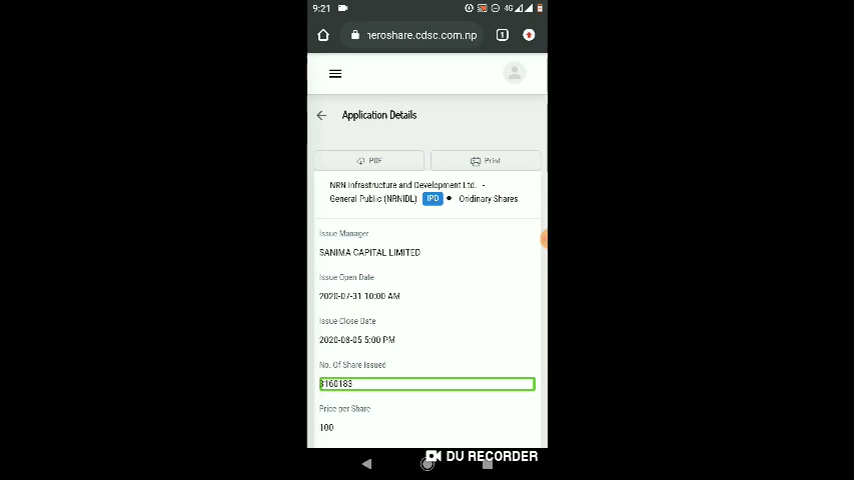 9:21
4G
neroshare.cdsc.com.np
1
Application Details
PDF
Print
NRN Infrastructure and Development Ltd. -
General Public (NRNIDL) IPO • Oridinary Shares
Issue Manager
SANIMA CAPITAL LIMITED
Issue Open Date
2020-07-31 10:00 AM
Issue Close Date
2020-08-05 5:00 PM
No. Of Share Issued
3160183
Price per Share
100
DU RECORDER